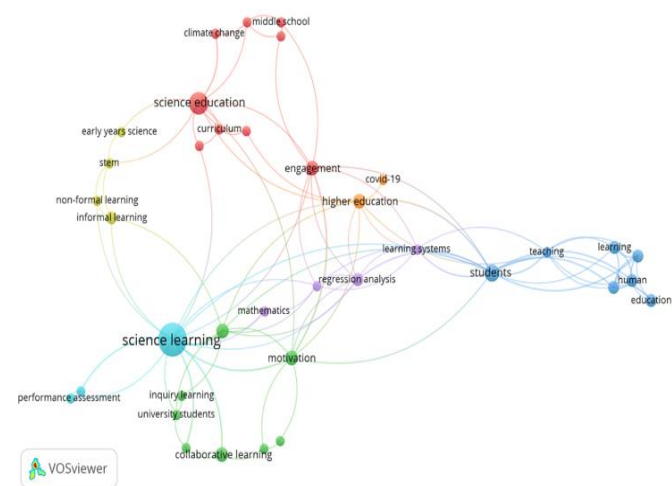 middle school
climate change
science education
curriculum
early years science
stem
engagement
covid-19
non-formal learning
higher education
informal learning
learning systems
teaching
learning
students
human
regression analysis
education
mathematics
science learning
motivation
performance assessment
inquiry learning
university students
collaborative learning
VOSviewer